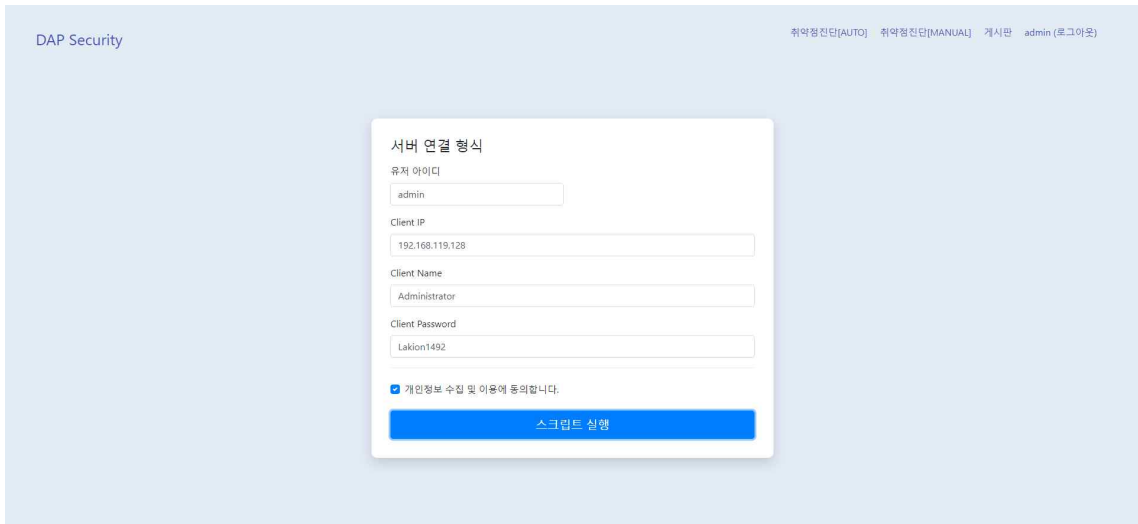 DAP Security
취약점진단[AUTO] 취약점진단[MANUAL] 게시판 admin (로그아웃)
서버 연결 형식
유저 아이디
admin
Client IP
192.168.119.128
Client Name
Administrator
Client Password
Lakion1492
개인정보 수집 및 이용에 동의합니다.
스크립트 실행